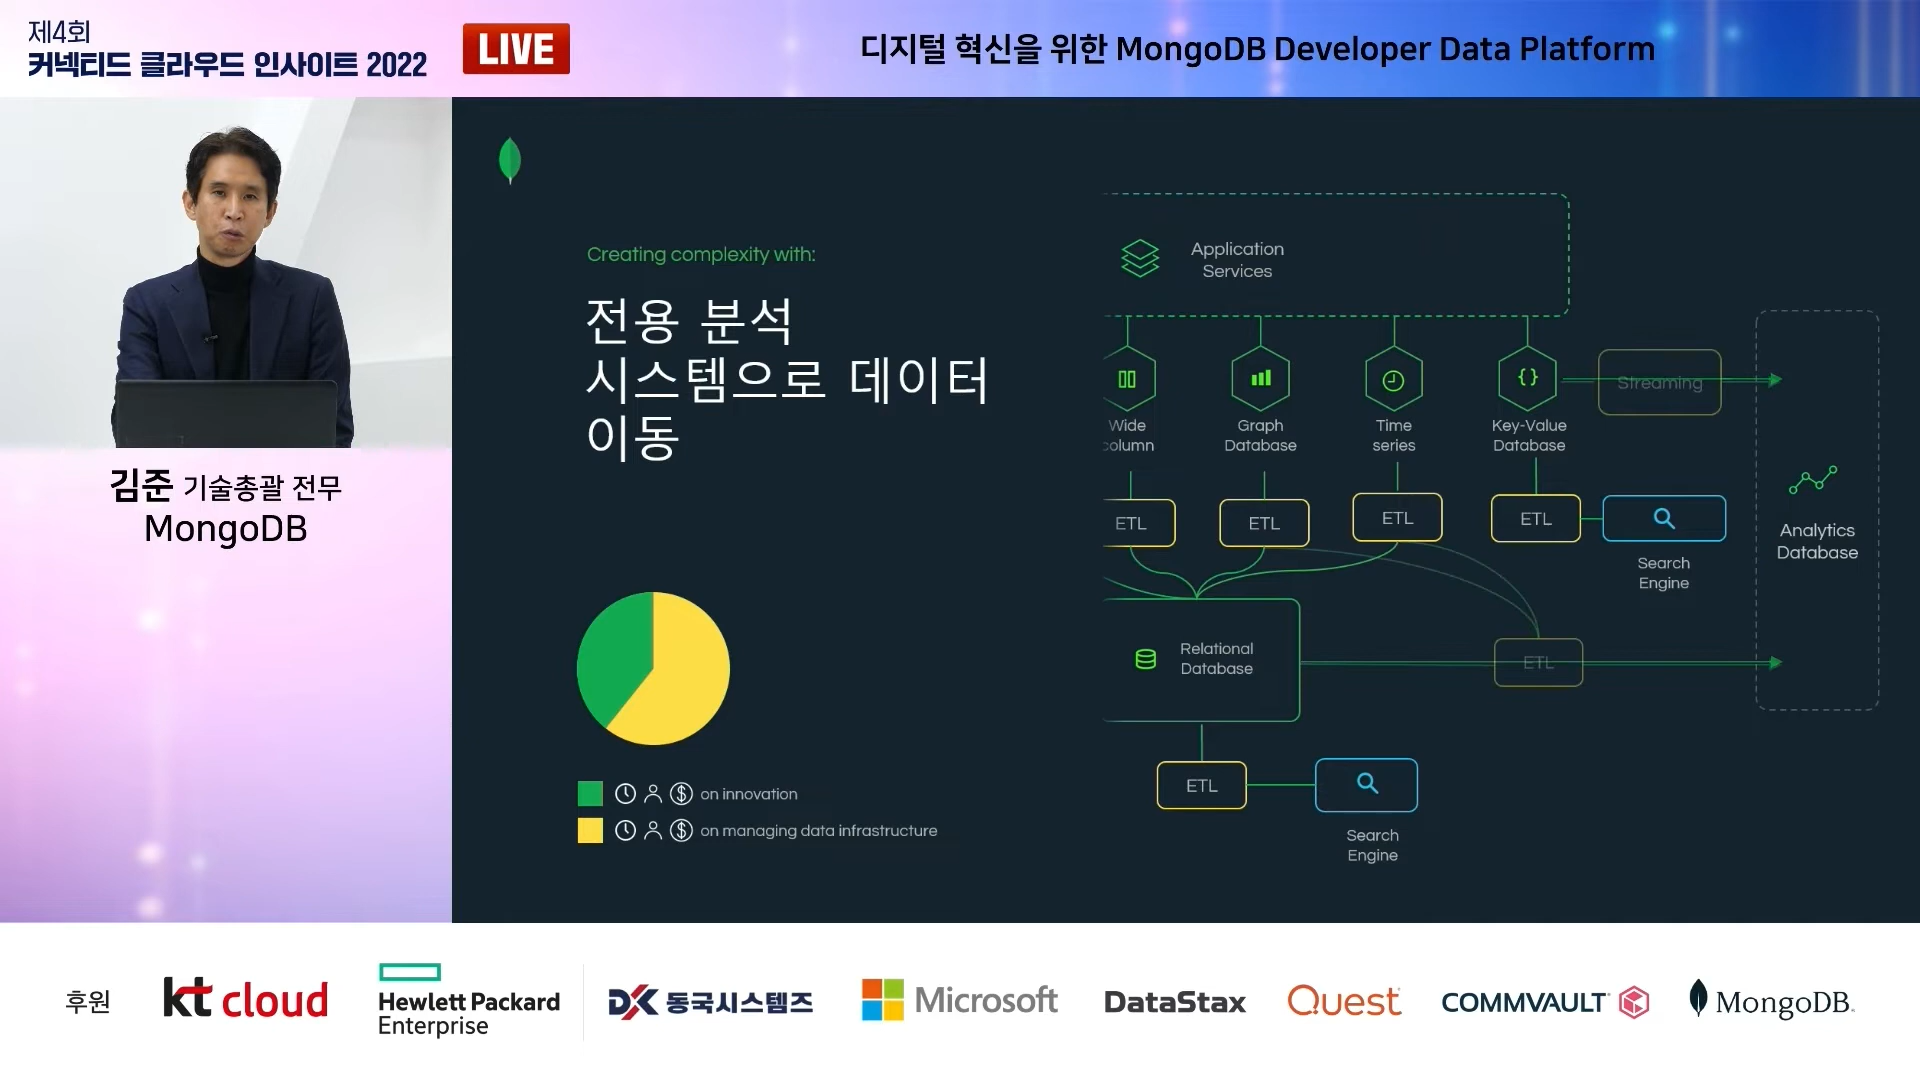 제4회
커넥티드 클라우드 인사이트 2022
LIVE
디지털 혁신을 위한 MongoDB Developer Data Platform
김준 기술총괄 전무
MongoDB
Creating complexity with:
전용 분석
시스템으로 데이터
이동
on innovation
on managing data infrastructure
Application
Services
Wide
column
Graph
Database
Time
series
Key-Value
Database
Streaming
ETL
ETL
ETL
ETL
Search
Engine
Analytics
Database
Relational
Database
ETL
ETL
Search
Engine
후원
kt cloud
Hewlett Packard
Enterprise
DK 동국시스템즈
Microsoft
DataStax
Quest
COMMVAULT
MongoDB.